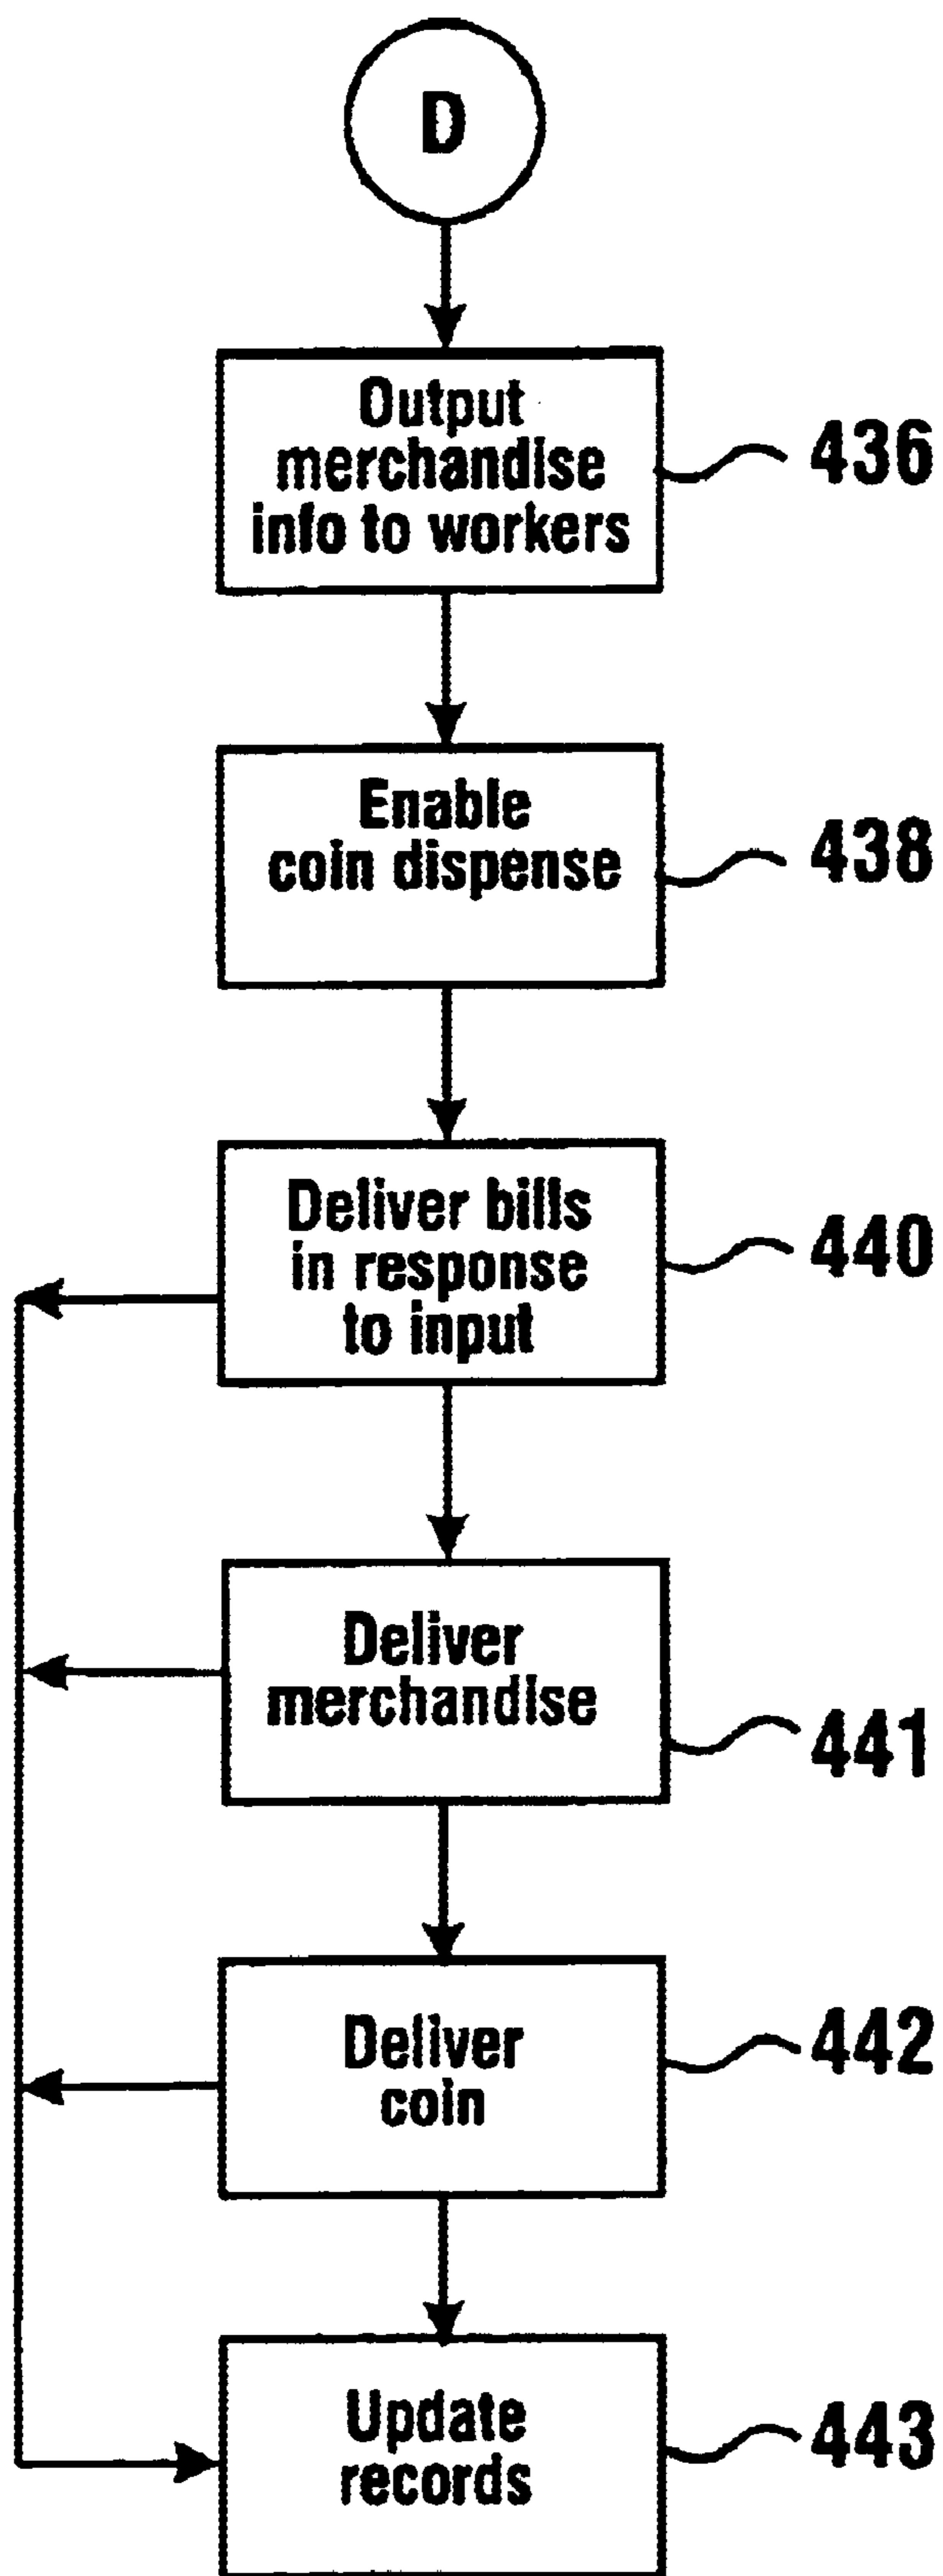 D
Output
merchandise
info to workers
436
Enable
coin dispense
438
Deliver bills
in response
to input
440
Deliver
merchandise
441
Deliver
coin
442
Update
records
443